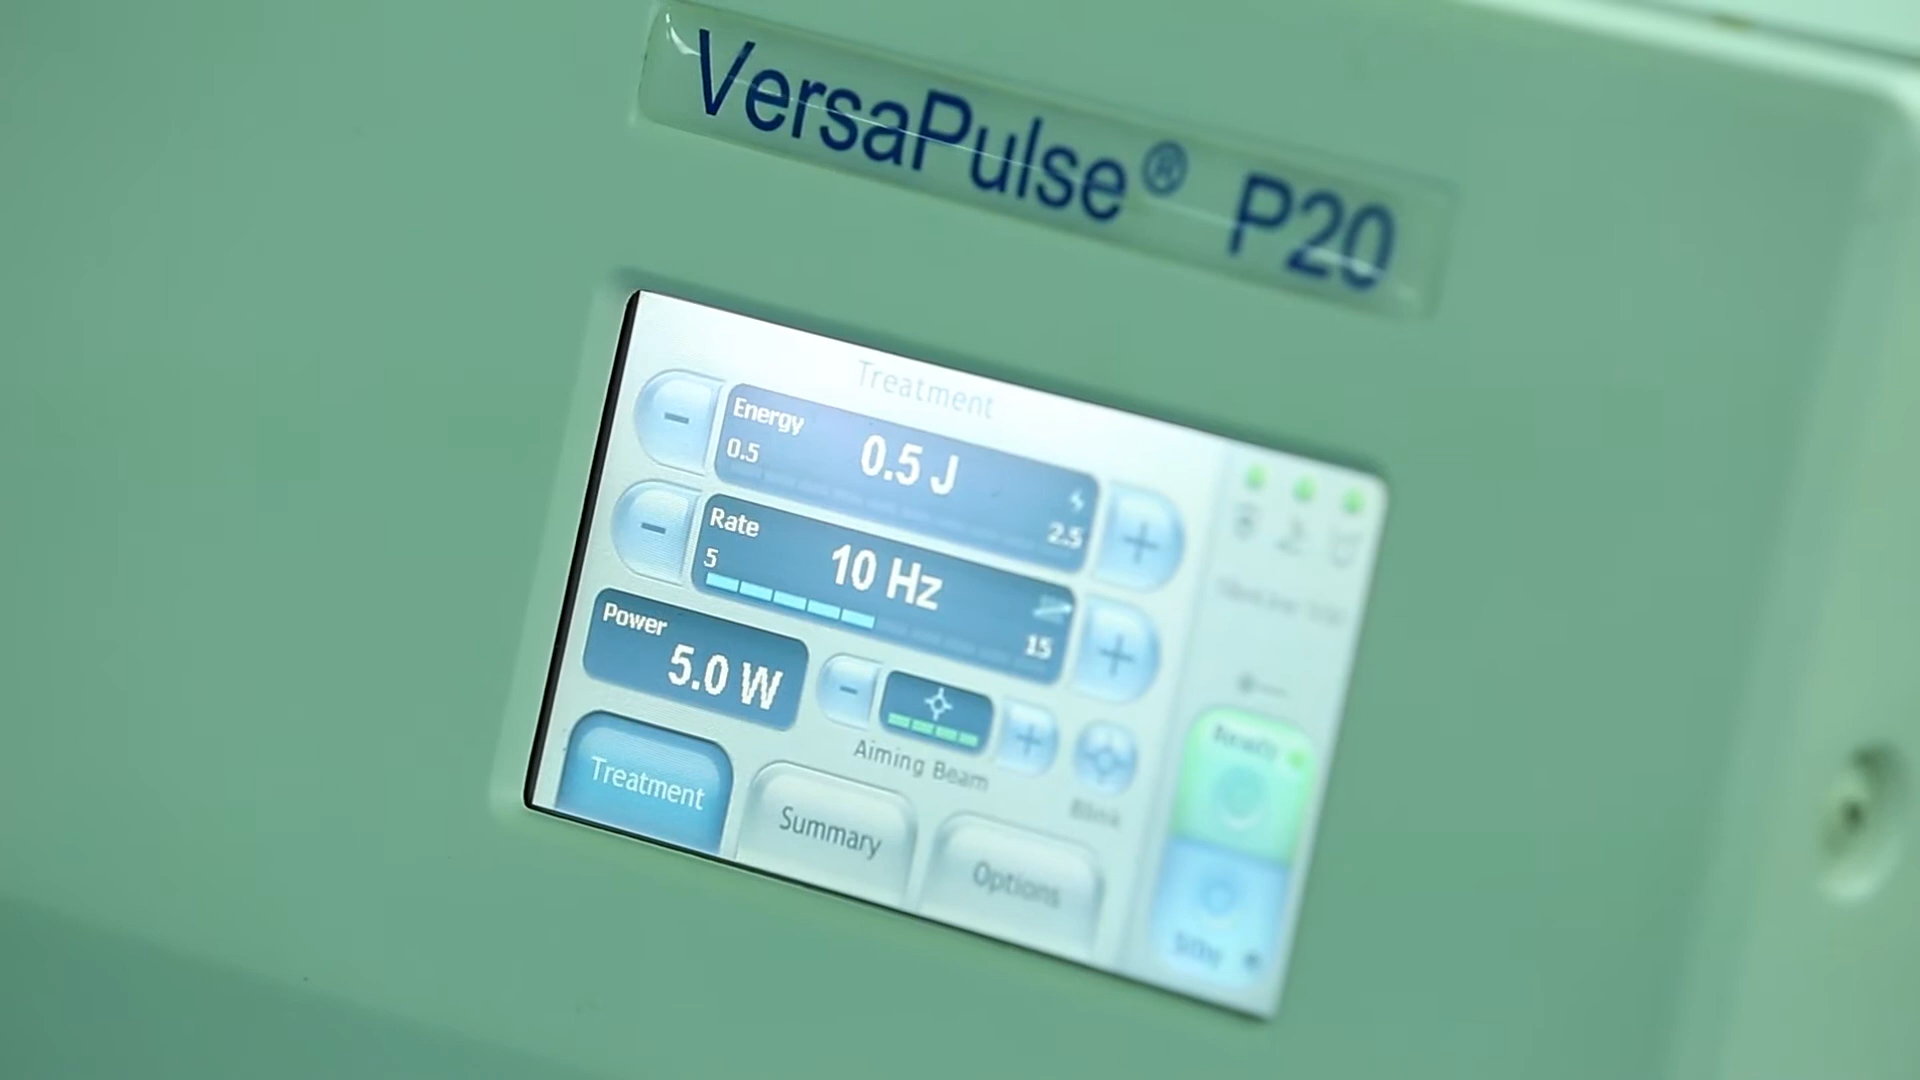 VersaPulse® P20
Treatment
Energy
0.5 J
0.5
2.5
Rate
10 Hz
5
15
Power
5.0 W
Aiming Beam
Blink
Ready
Treatment
Summary
Options